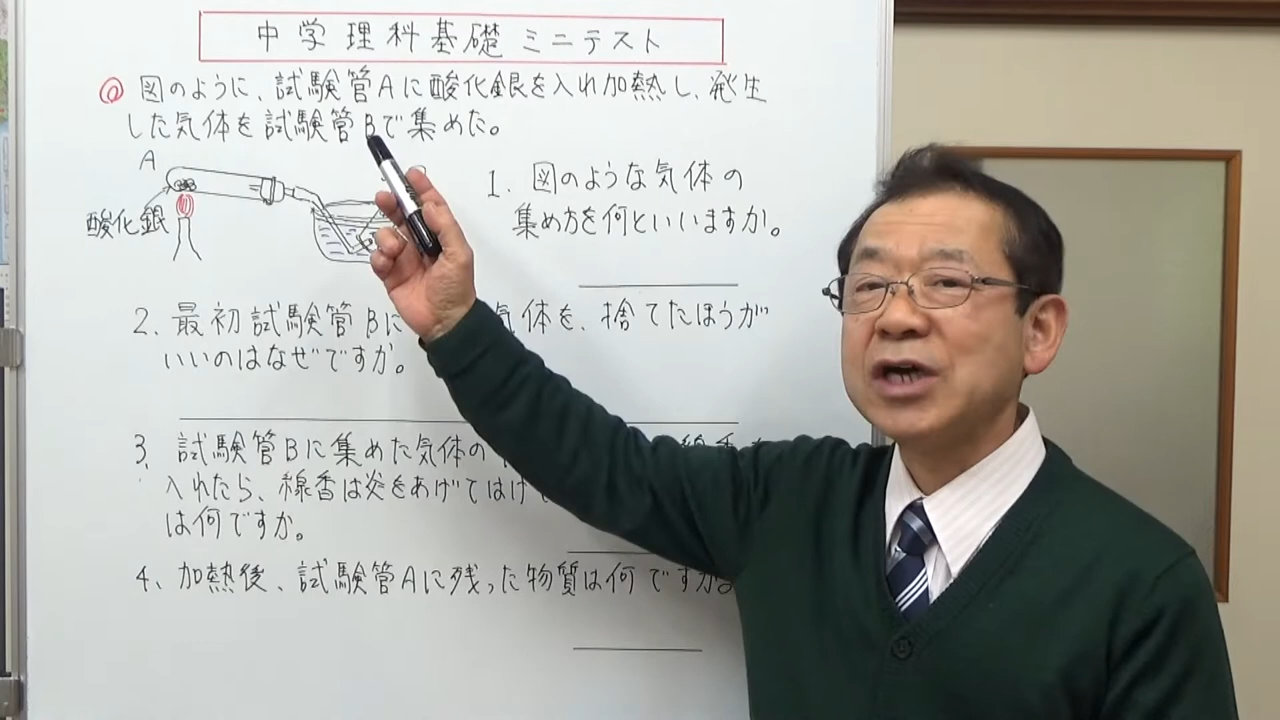 中学理科基礎ミニテスト
◎ 図のように、試験管Aに酸化銀を入れ加熱し、発生
した気体を試験管Bで集めた。
A
酸化銀
1. 図のような気体の
集め方を何といいますか。
2. 最初試験管Bに 気体を、捨てたほうが
いいのはなぜですか。
3. 試験管Bに集めた気体の
入れたら、線香は炎をあげてはげ
は何ですか。
4、加熱後、試験管Aに残った物質は何ですか。